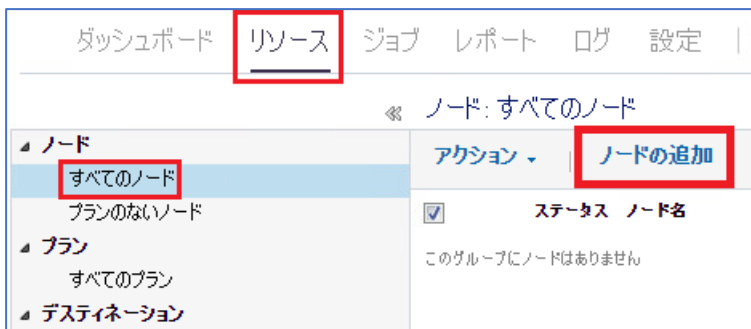 ダッシュボード リソース ジョブ レポート ログ 設定 |
« ノード: すべてのノード
ノード
アクション | ノードの追加
すべてのノード
プランのないノード
ステータス ノード名
プラン
このグループにノードはありません
すべてのプラン
デスティネーション